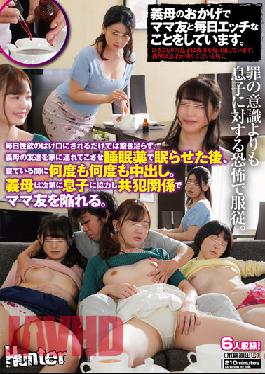 義母のおかげで
ママ友と毎日エッチな
ことをしています。
罪の意識よりも
息子に対する恐怖で服従。
毎日性欲のはけ口にされるだけでは飽き足らず、
義母の友達を家に連れてこさせ睡眠薬で眠らせた後、
寝ている間に何度も何度も中出し。
義母は次第に息子に協力し共犯関係で
ママ友を陥れる。
Hunter
6人収録!
210minutes